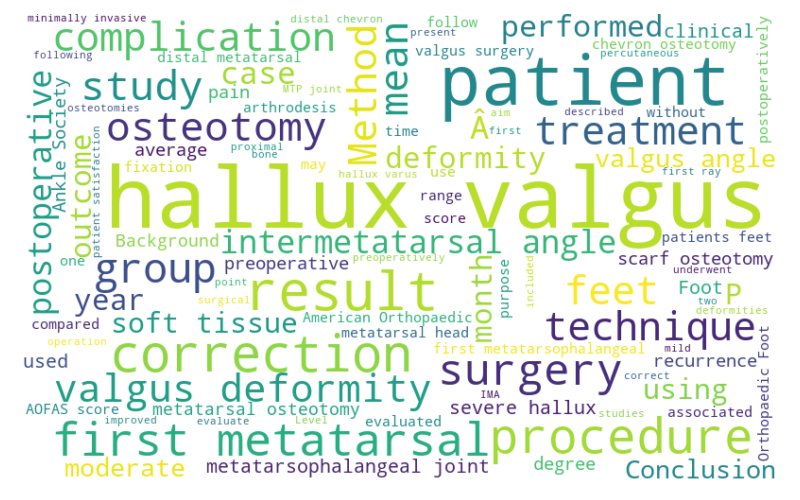 minimally invasive
distal chevron
follow
present
performed
clinical
postoperatively
complication
distal metatarsal
Method
mean
valgus surgery
chevron osteotomy
percutaneous
following
study
case
MTP joint
patient
osteotomies
pain
arthrodesis
aim
described
without
postoperative
Ankle Society
patient satisfaction
osteotomy
time
Â
first
treatment
outcome
average
proximal
bone
deformity
valgus angle
fixation
may
hallux varus
use
first ray
hallux valgus
range
score
one
Background
intermetatarsal angle
patients feet
group
preoperative
preoperatively
month
purpose
included
scarf osteotomy
underwent
year
point
surgical
result
feet
Foot
two
P
deformities
compared
soft tissue
American Orthopaedic
metatarsal head
technique
operation
correction
first metatarsophalangeal
mild
recurrence
used
surgery
correct
Orthopaedic Foot
valgus deformity
IMA
using
AOFAS score
metatarsal osteotomy
severe hallux
studies
associated
improved
evaluate
Level
evaluated
first metatarsal
procedure
moderate
metatarsophalangeal joint
degree
Conclusion